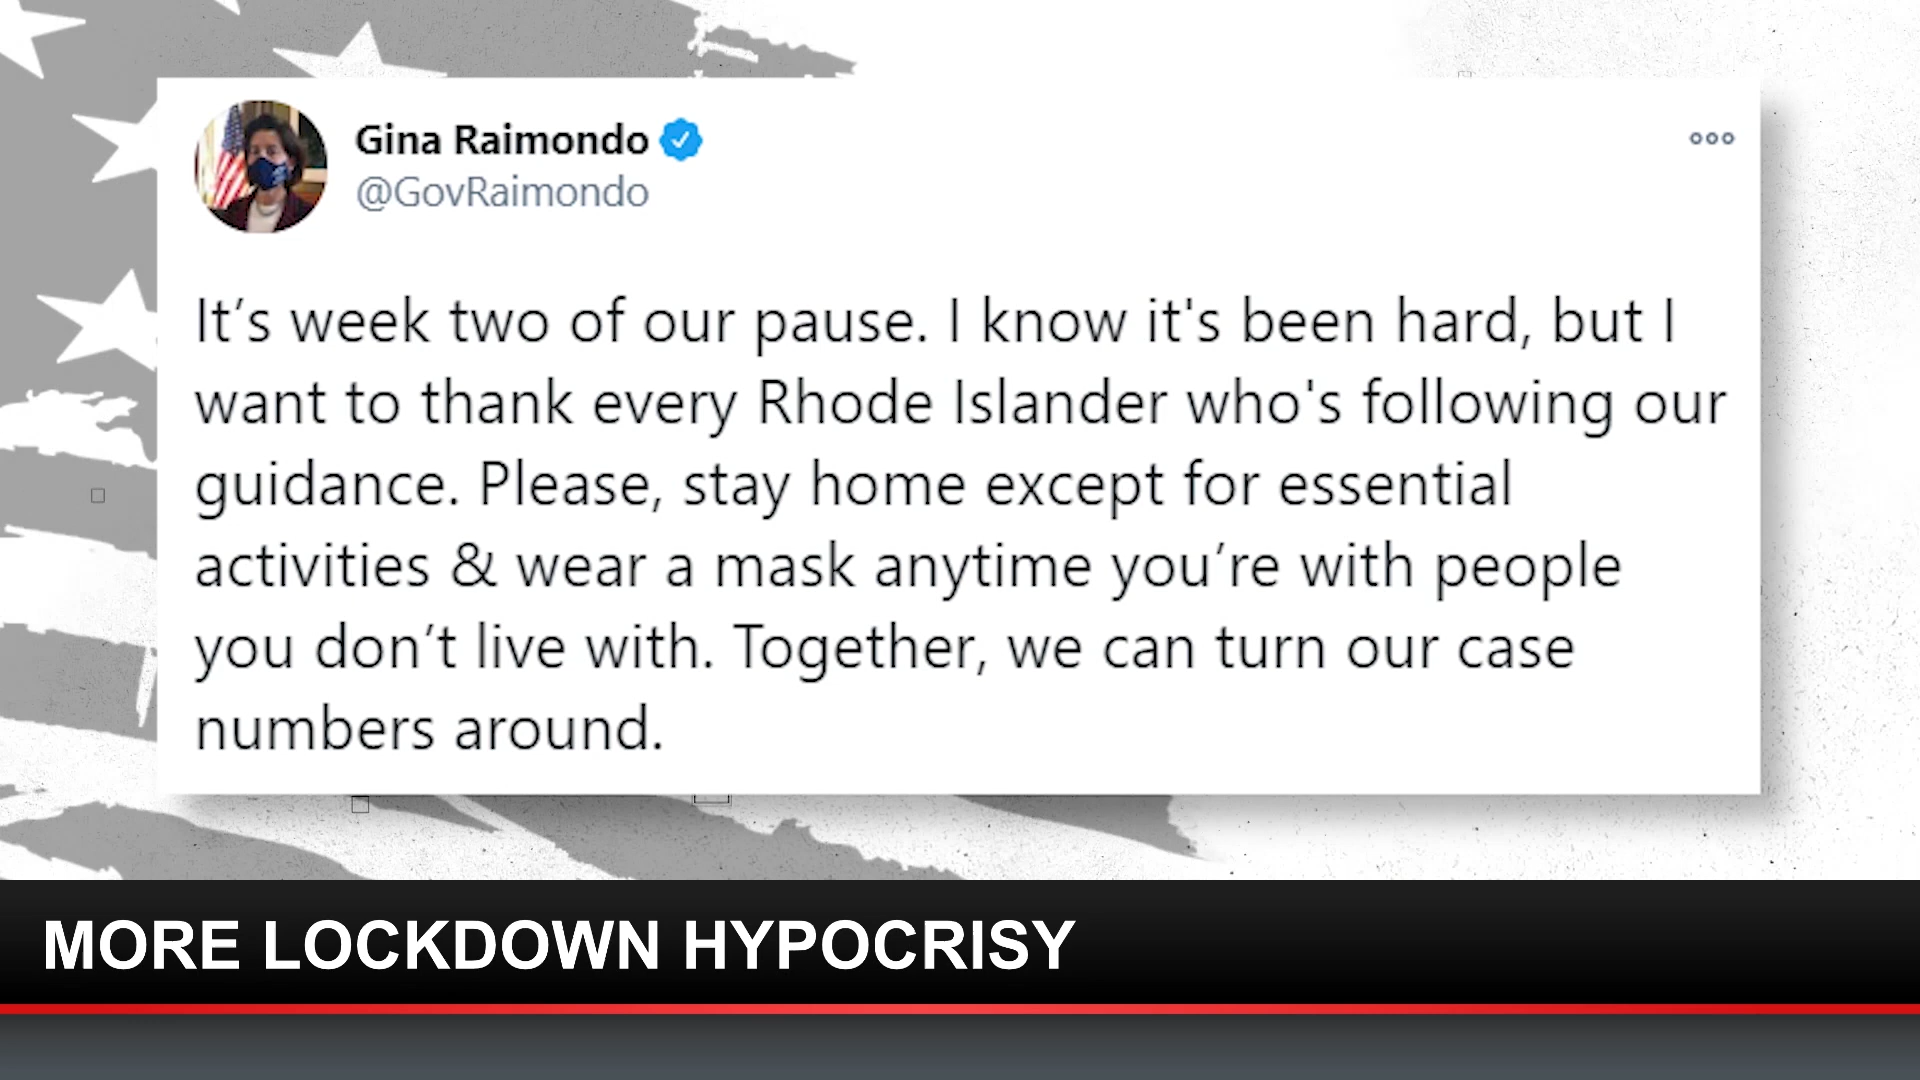 Gina Raimondo
@GovRaimondo
It’s week two of our pause. I know it's been hard, but I
want to thank every Rhode Islander who's following our
guidance. Please, stay home except for essential
activities & wear a mask anytime you’re with people
you don’t live with. Together, we can turn our case
numbers around.
MORE LOCKDOWN HYPOCRISY